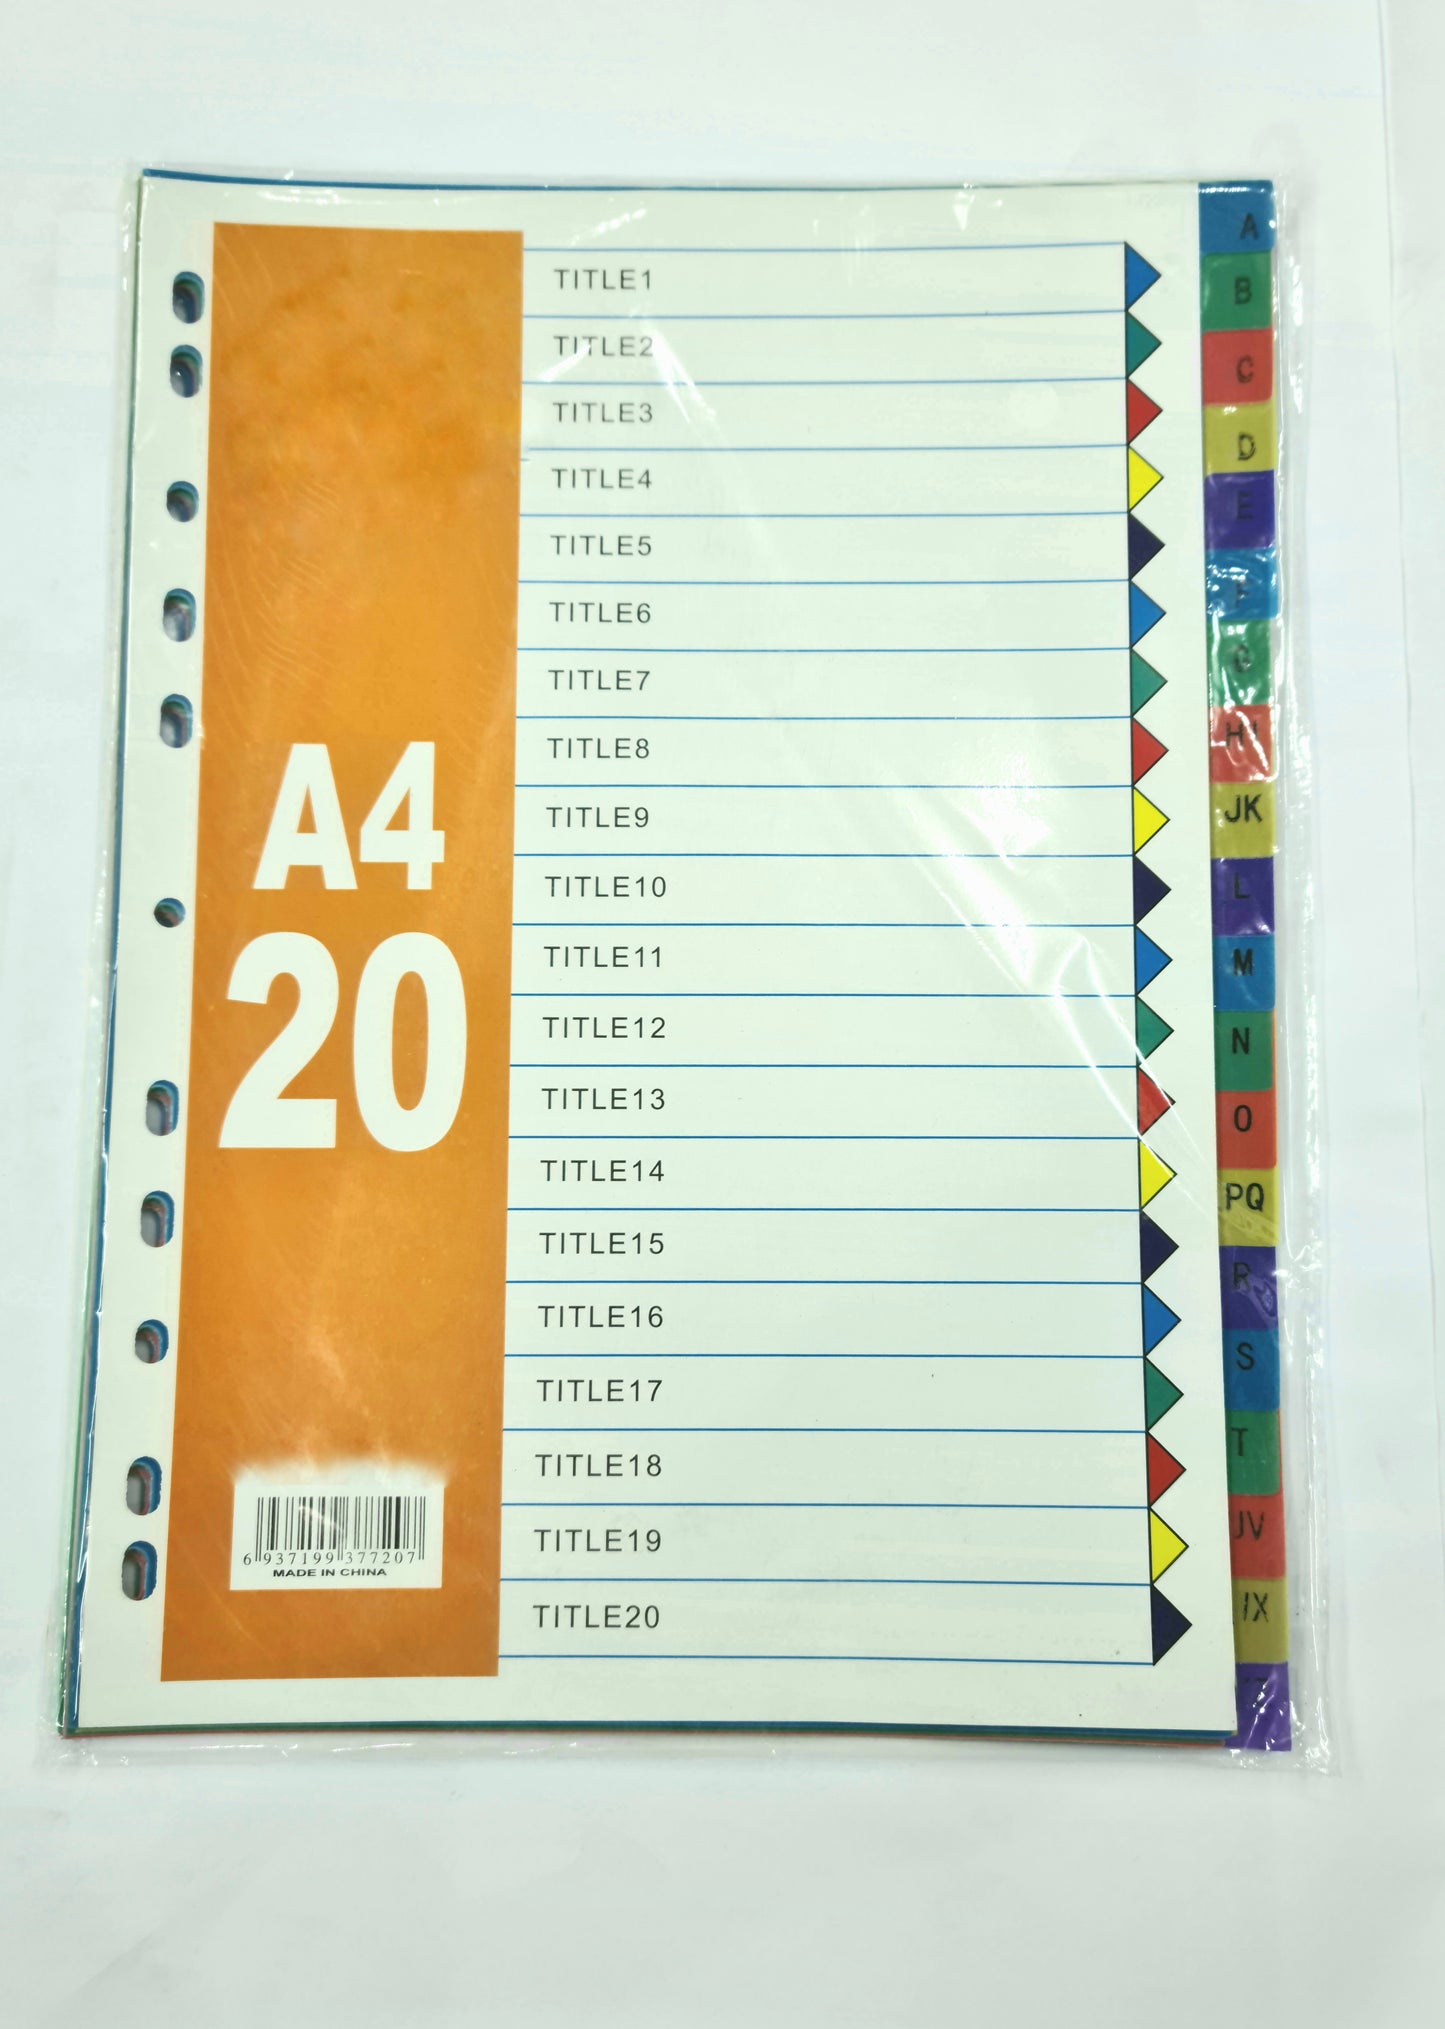 A4
20
6 937199 377207
MADE IN CHINA
TITLE1
TITLE2
TITLE3
TITLE4
TITLE5
TITLE6
TITLE7
TITLE8
TITLE9
TITLE10
TITLE11
TITLE12
TITLE13
TITLE14
TITLE15
TITLE16
TITLE17
TITLE18
TITLE19
TITLE20
A
B
C
D
E
F
G
HI
JK
L
M
N
O
PQ
R
S
T